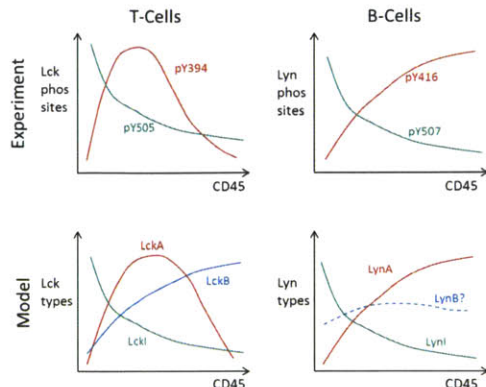 T-Cells
B-Cells
Experiment
Lck
phos
sites
pY394
pY505
CD45
Lyn
phos
sites
pY416
pY507
CD45
Model
Lck
types
LckA
LckB
LckI
CD45
Lyn
types
LynA
LynB?
LynI
CD45